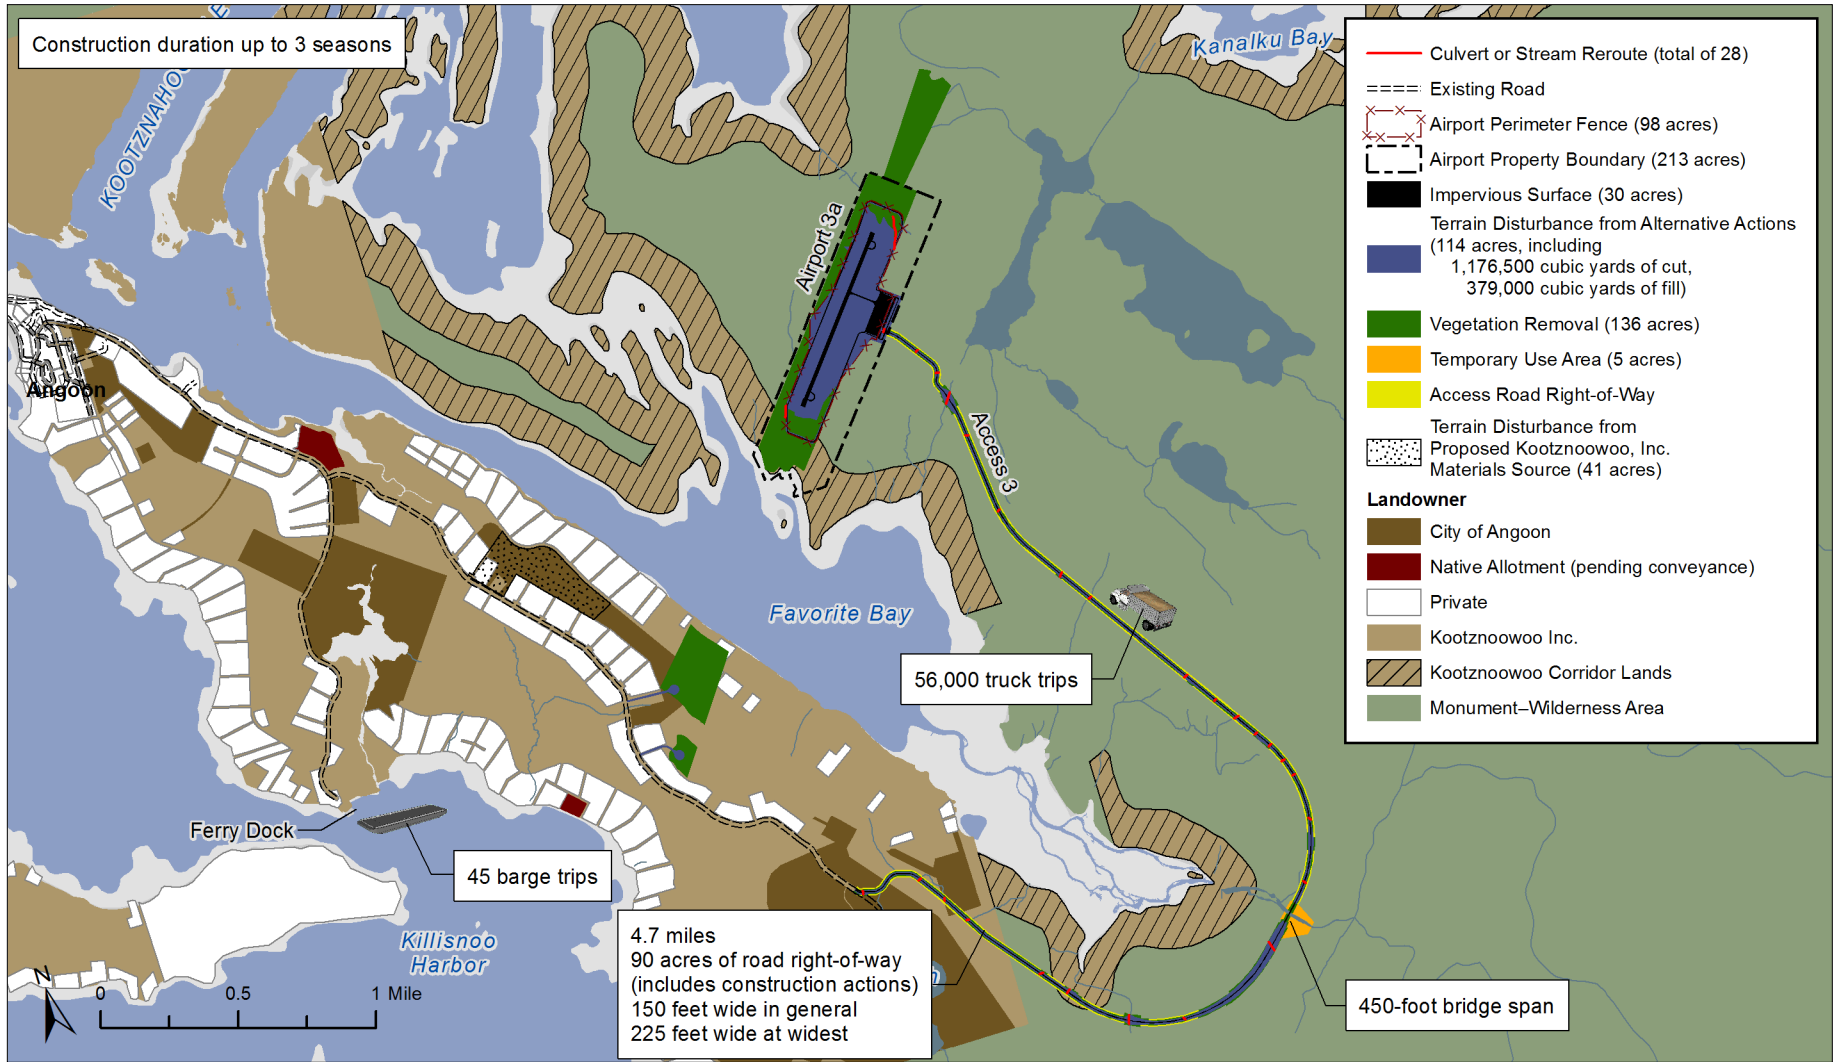 Construction duration up to 3 seasons
KOOTZNAHOO
Kanalku Bay
Airport 3a
Angoon
Access 3
Favorite Bay
56,000 truck trips
Ferry Dock
45 barge trips
Killisnoo
Harbor
4.7 miles
90 acres of road right-of-way
(includes construction actions)
150 feet wide in general
225 feet wide at widest
450-foot bridge span
N
0 0.5 1 Mile
Culvert or Stream Reroute (total of 28)
Existing Road
Airport Perimeter Fence (98 acres)
Airport Property Boundary (213 acres)
Impervious Surface (30 acres)
Terrain Disturbance from Alternative Actions
(114 acres, including
1,176,500 cubic yards of cut,
379,000 cubic yards of fill)
Vegetation Removal (136 acres)
Temporary Use Area (5 acres)
Access Road Right-of-Way
Terrain Disturbance from
Proposed Kootznoowoo, Inc.
Materials Source (41 acres)
Landowner
City of Angoon
Native Allotment (pending conveyance)
Private
Kootznoowoo Inc.
Kootznoowoo Corridor Lands
Monument–Wilderness Area